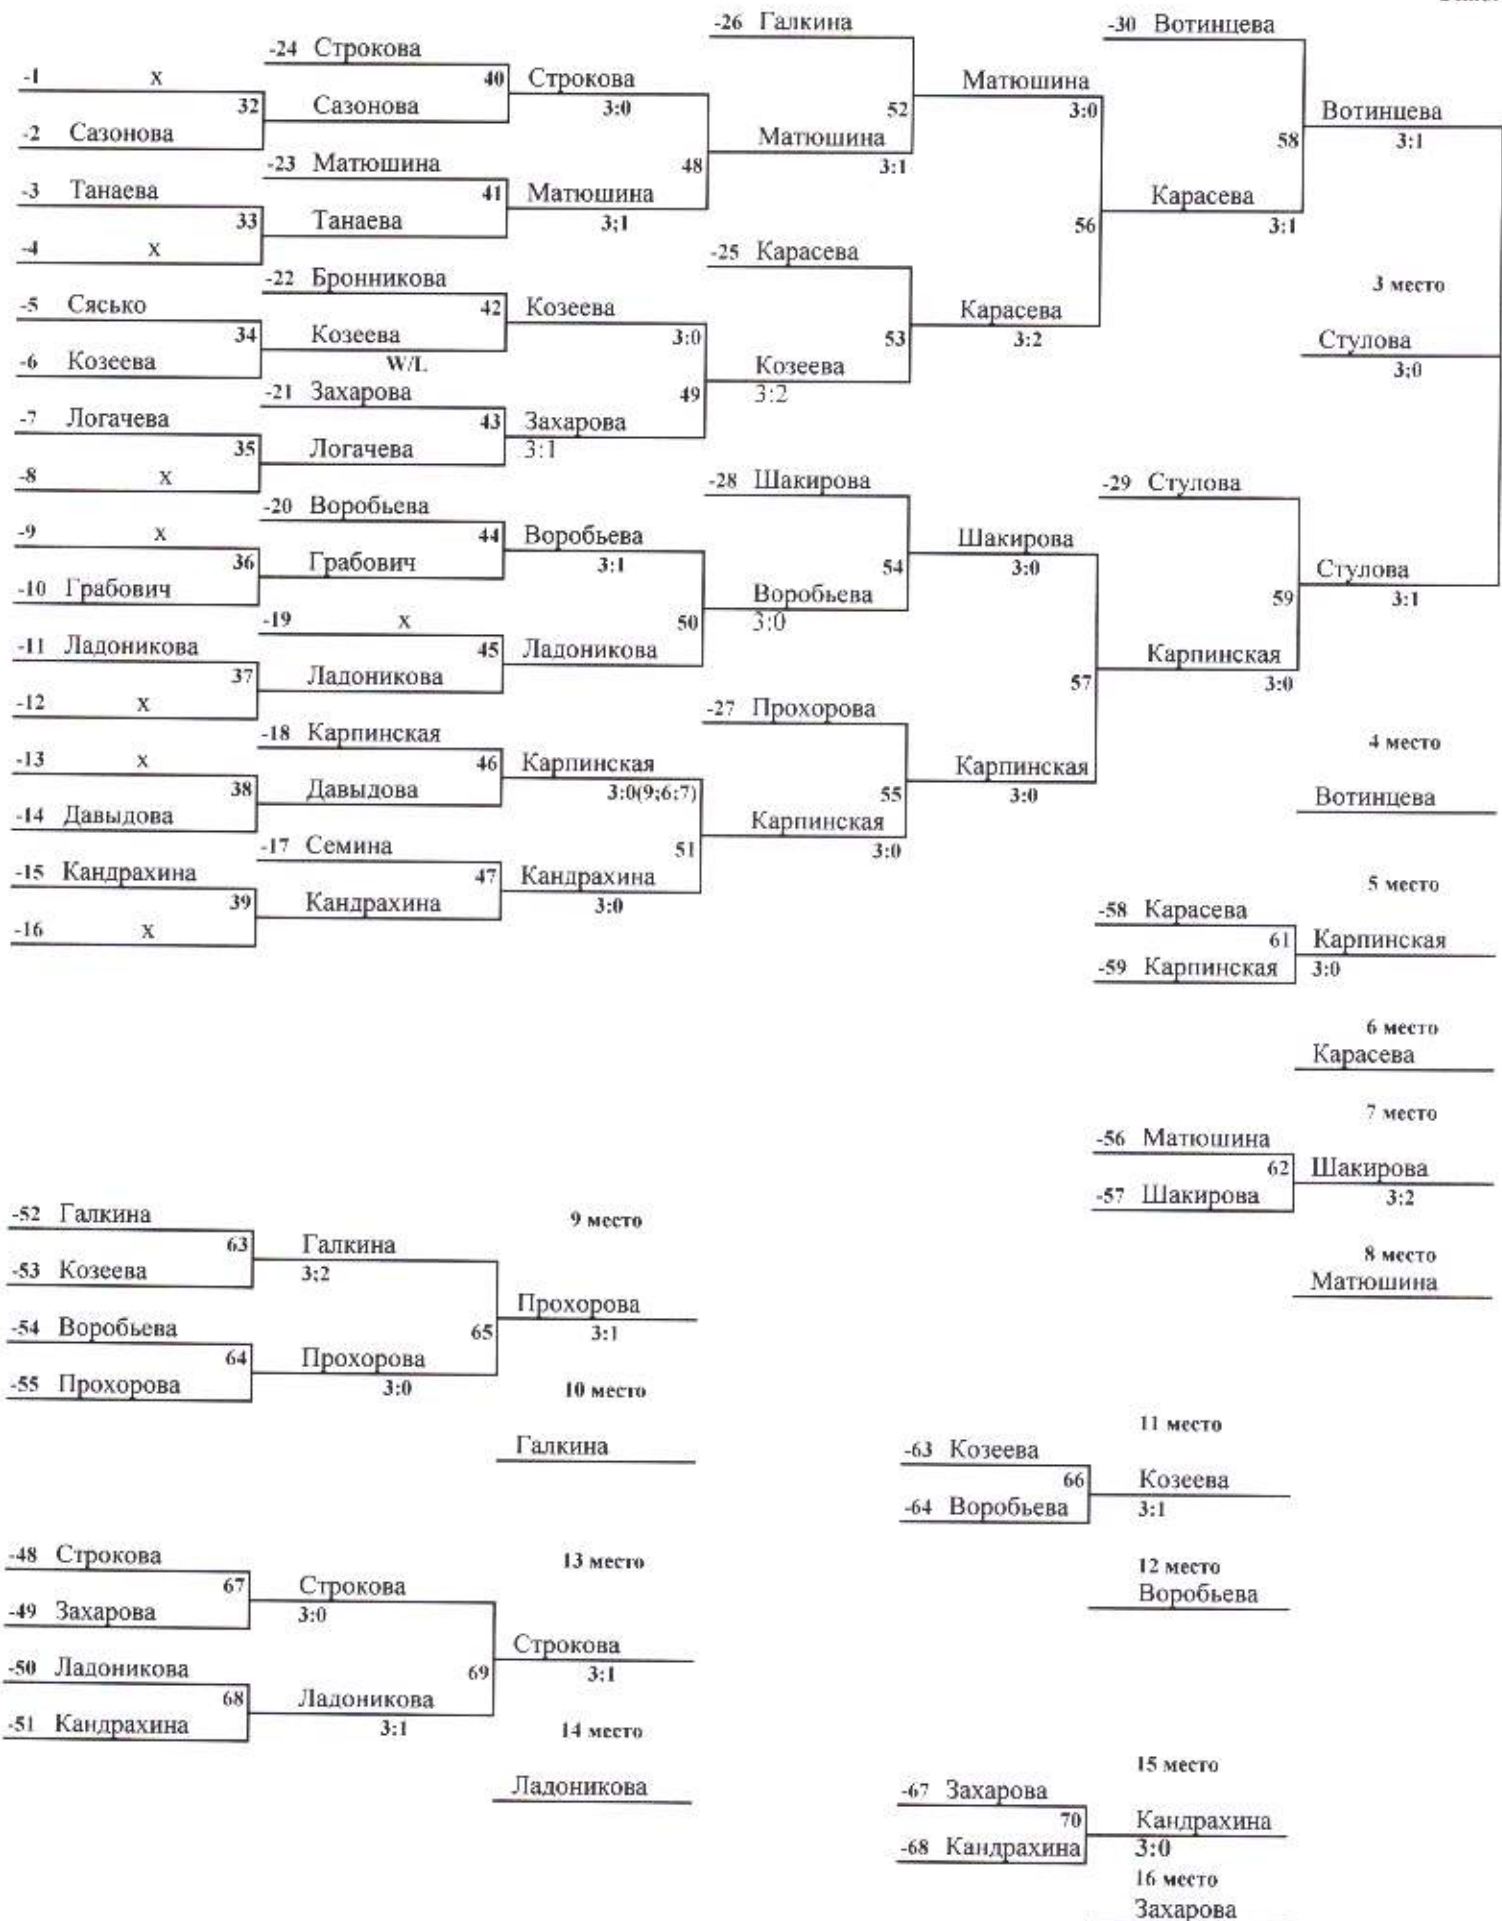 -26 Галкина
-30 Вотинцева
-24 Строкова
-1 x
40 Строкова
Матюшина
32 Сазонова
3:0
52
3:0
Вотинцева
-2 Сазонова
Матюшина
58
3:1
-23 Матюшина
48
3:1
-3 Танаева
41 Матюшина
Карасева
33 Танаева
3;1
56
3:1
-4 x
-25 Карасева
-22 Бронникова
3 место
-5 Сясько
42 Козеева
Карасева
34 Козеева
3:0
53
3:2
Стулова
-6 Козеева
W/L
Козеева
3;0
-21 Захарова
49
3:2
-7 Логачева
43 Захарова
35 Логачева
3:1
-8 x
-28 Шакирова
-29 Стулова
-20 Воробьева
-9 x
44 Воробьева
Шакирова
36 Грабович
3:1
54
3:0
Стулова
-10 Грабович
Воробьева
59
3:1
-19 x
50
3:0
-11 Ладоникова
45 Ладоникова
Карпинская
37 Ладоникова
57
3:0
-12 x
-27 Прохорова
-18 Карпинская
4 место
-13 x
46 Карпинская
Карпинская
38 Давыдова
3:0(9;6;7)
55
3:0
Вотинцева
-14 Давыдова
Карпинская
-17 Семина
51
3:0
-15 Кандрахина
47 Кандрахина
5 место
39 Кандрахина
3:0
-58 Карасева
-16 x
61 Карпинская
-59 Карпинская
3:0
6 место
Карасева
7 место
-56 Матюшина
62 Шакирова
-57 Шакирова
3:2
-52 Галкина
9 место
63 Галкина
8 место
-53 Козеева
3;2
Матюшина
Прохорова
-54 Воробьева
65
3:1
64 Прохорова
-55 Прохорова
3:0
10 место
11 место
Галкина
-63 Козеева
66 Козеева
-64 Воробьева
3:1
-48 Строкова
13 место
12 место
67 Строкова
Воробьева
-49 Захарова
3:0
Строкова
-50 Ладоникова
69
3;1
68 Ладоникова
-51 Кандрахина
3:1
14 место
15 место
Ладоникова
-67 Захарова
70 Кандрахина
-68 Кандрахина
3:0
16 место
Захарова